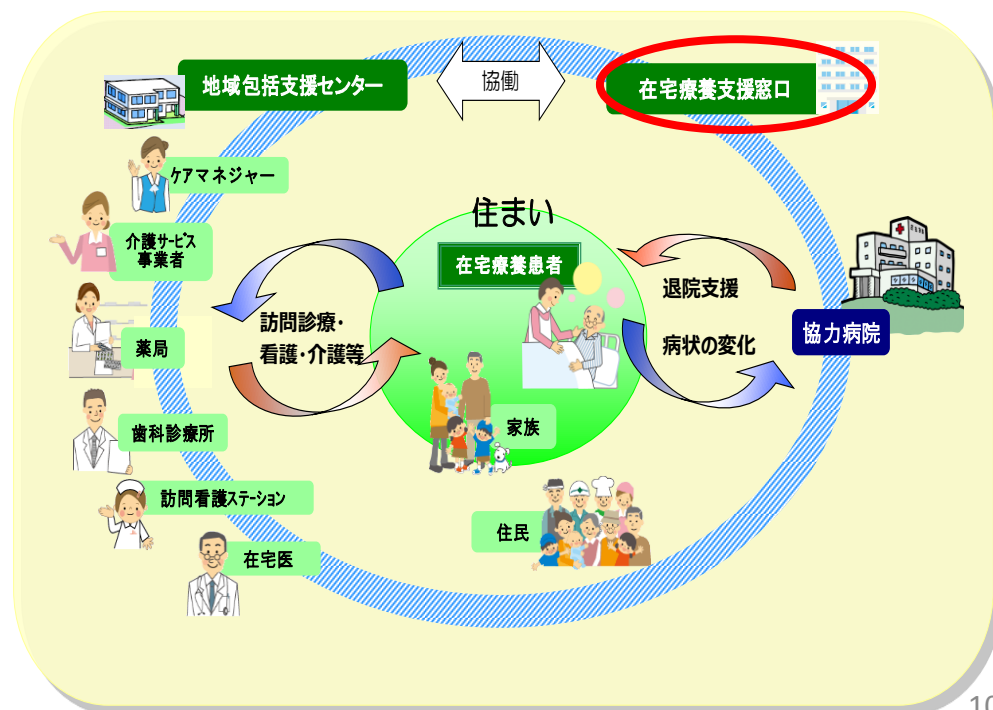 地域包括支援センター
協働
在宅療養支援窓口
ケアマネジャー
介護サービス
事業者
薬局
歯科診療所
訪問看護ステーション
在宅医
住まい
在宅療養患者
訪問診療・
看護・介護等
退院支援
病状の変化
協力病院
家族
住民
10